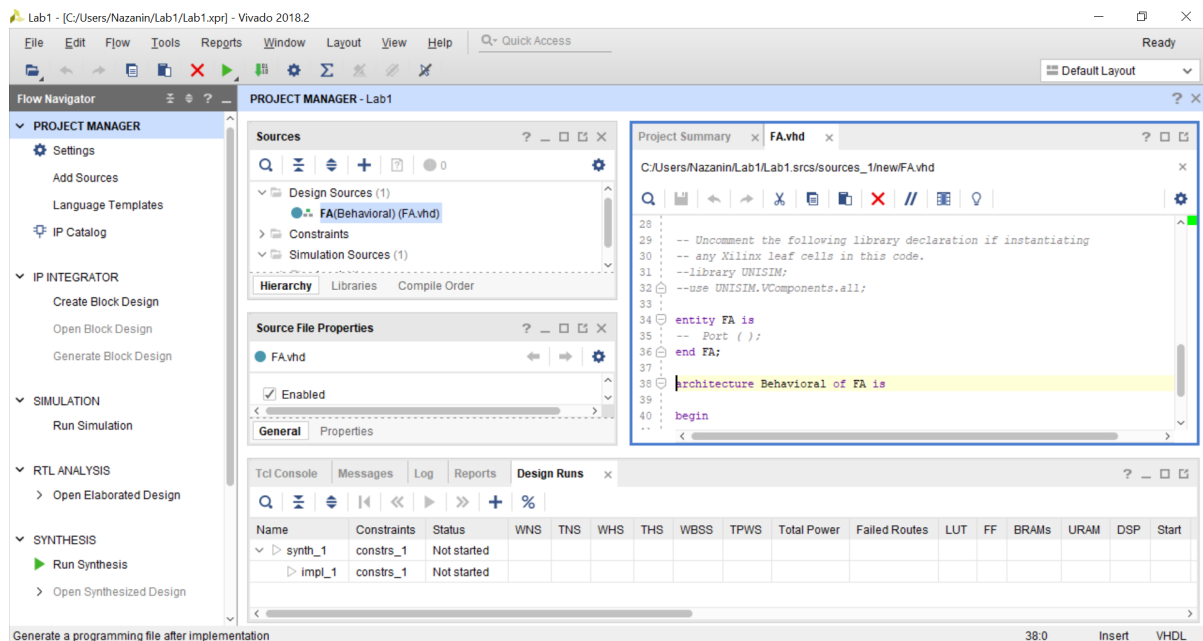 Lab1 - [C:/Users/Nazanin/Lab1/Lab1.xpr] - Vivado 2018.2
File Edit Flow Tools Reports Window Layout View Help Quick Access Ready
Default Layout
Flow Navigator
PROJECT MANAGER
Settings
Add Sources
Language Templates
IP Catalog
IP INTEGRATOR
Create Block Design
Open Block Design
Generate Block Design
SIMULATION
Run Simulation
RTL ANALYSIS
Open Elaborated Design
SYNTHESIS
Run Synthesis
Open Synthesized Design
PROJECT MANAGER - Lab1
Sources
0
Design Sources (1)
FA(Behavioral) (FA.vhd)
Constraints
Simulation Sources (1)
Hierarchy Libraries Compile Order
Source File Properties
FA.vhd
Enabled
General Properties
Project Summary FA.vhd
C:/Users/Nazanin/Lab1/Lab1.srcs/sources_1/new/FA.vhd
28
29 -- Uncomment the following library declaration if instantiating
30 -- any Xilinx leaf cells in this code.
31 --library UNISIM;
32 --use UNISIM.VComponents.all;
33
34 entity FA is
35 -- Port ( );
36 end FA;
37
38 architecture Behavioral of FA is
39
40 begin
Tcl Console Messages Log Reports Design Runs
Name Constraints Status WNS TNS WHS THS WBSS TPWS Total Power Failed Routes LUT FF BRAMs URAM DSP Start
synth_1 constrs_1 Not started
impl_1 constrs_1 Not started
Generate a programming file after implementation 38:0 Insert VHDL